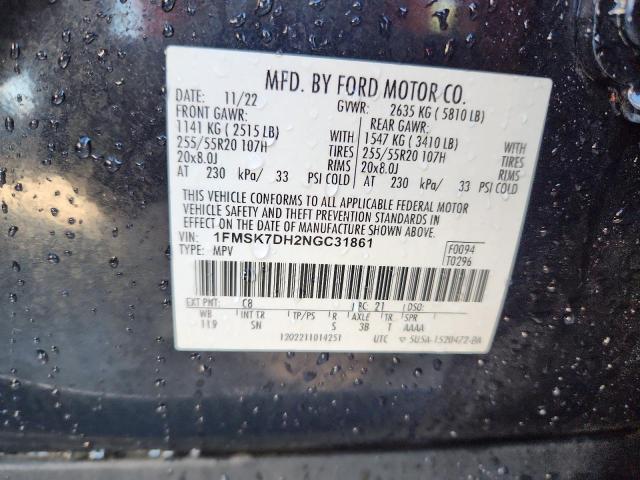 MFD. BY FORD MOTOR CO.
DATE: 11/22 GVWR: 2635 KG ( 5810 LB)
FRONT GAWR: REAR GAWR:
1141 KG ( 2515 LB) WITH 1547 KG ( 3410 LB) WITH
255/55R20 107H TIRES 255/55R20 107H TIRES
20x8.0J RIMS 20x8.0J RIMS
AT 230 kPa/ 33 PSI COLD AT 230 kPa/ 33 PSI COLD
THIS VEHICLE CONFORMS TO ALL APPLICABLE FEDERAL MOTOR
VEHICLE SAFETY AND THEFT PREVENTION STANDARDS IN
EFFECT ON THE DATE OF MANUFACTURE SHOWN ABOVE.
VIN: 1FMSK7DH2NGC31861 F0094
TYPE: MPV T0296
EXT PNT: C8 RC: 21 DSO:
WB INT TR TP/PS R AXLE TR SPR
119 SN S 3B T AAAA
1202211014251 UTC 5U5A-1520472-BA